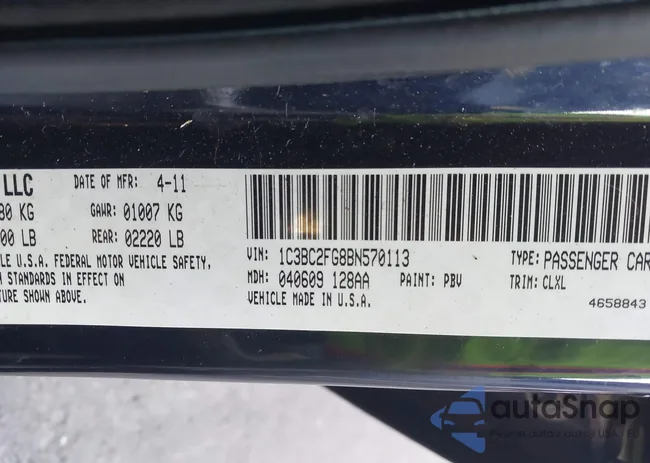 LLC DATE OF MFR: 4-11
80 KG GAWR: 01007 KG
00 LB REAR: 02220 LB
LE U.S.A. FEDERAL MOTOR VEHICLE SAFETY,
N STANDARDS IN EFFECT ON
TURE SHOWN ABOVE.
VIN: 1C3BC2FG8BN570113 TYPE: PASSENGER CAR
MDH: 040609 128AA PAINT: PBV TRIM: CLXL
VEHICLE MADE IN U.S.A. 4658843
autaShap